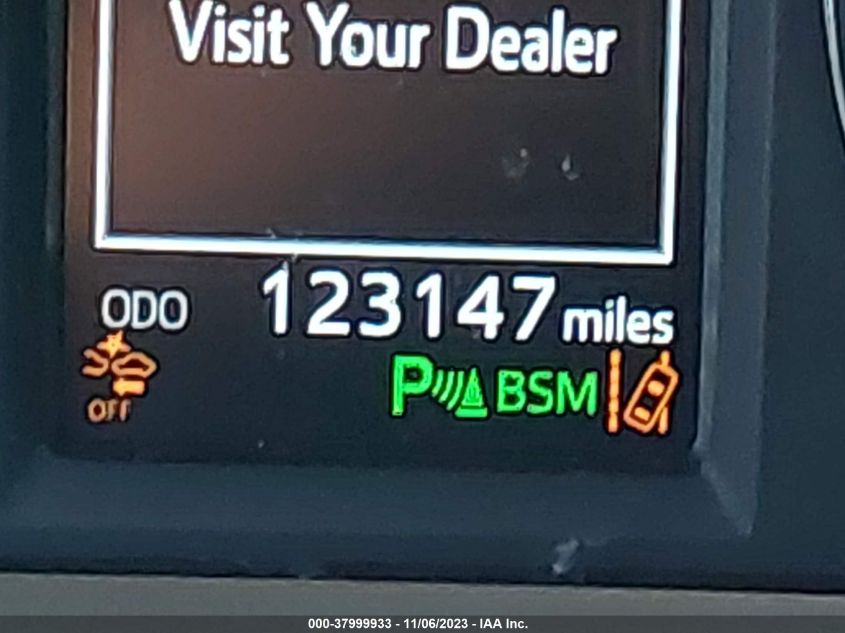 Visit Your Dealer
ODO 123147 miles
OFF P BSM
000-37999933 - 11/06/2023 - IAA Inc.